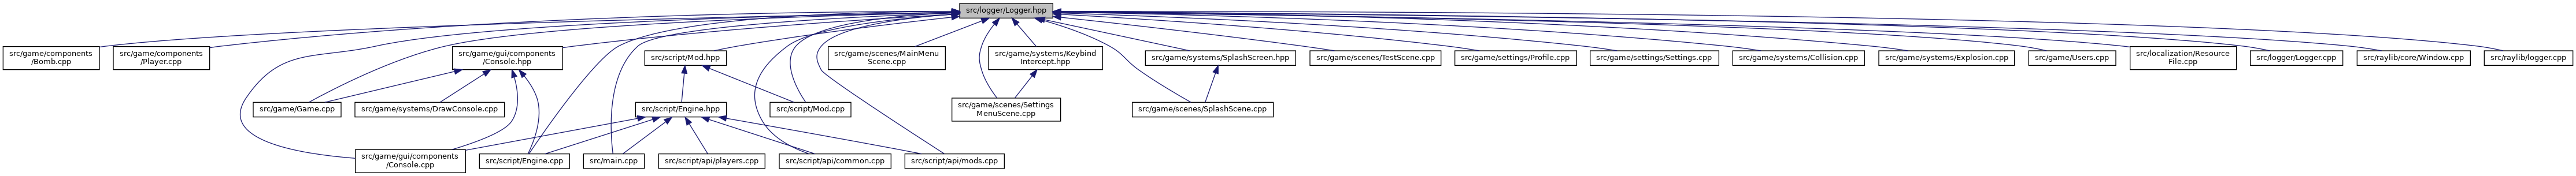 src/logger/Logger.hpp
src/game/components
/Bomb.cpp
src/game/components
/Player.cpp
src/game/gui/components
/Console.hpp
src/script/Mod.hpp
src/game/scenes/MainMenu
Scene.cpp
src/game/systems/Keybind
Intercept.hpp
src/game/systems/SplashScreen.hpp
src/game/scenes/TestScene.cpp
src/game/settings/Profile.cpp
src/game/settings/Settings.cpp
src/game/systems/Collision.cpp
src/game/systems/Explosion.cpp
src/game/Users.cpp
src/localization/Resource
File.cpp
src/logger/Logger.cpp
src/raylib/core/Window.cpp
src/raylib/logger.cpp
src/game/Game.cpp
src/game/systems/DrawConsole.cpp
src/script/Engine.hpp
src/script/Mod.cpp
src/game/scenes/Settings
MenuScene.cpp
src/game/scenes/SplashScene.cpp
src/game/gui/components
/Console.cpp
src/script/Engine.cpp
src/main.cpp
src/script/api/players.cpp
src/script/api/common.cpp
src/script/api/mods.cpp